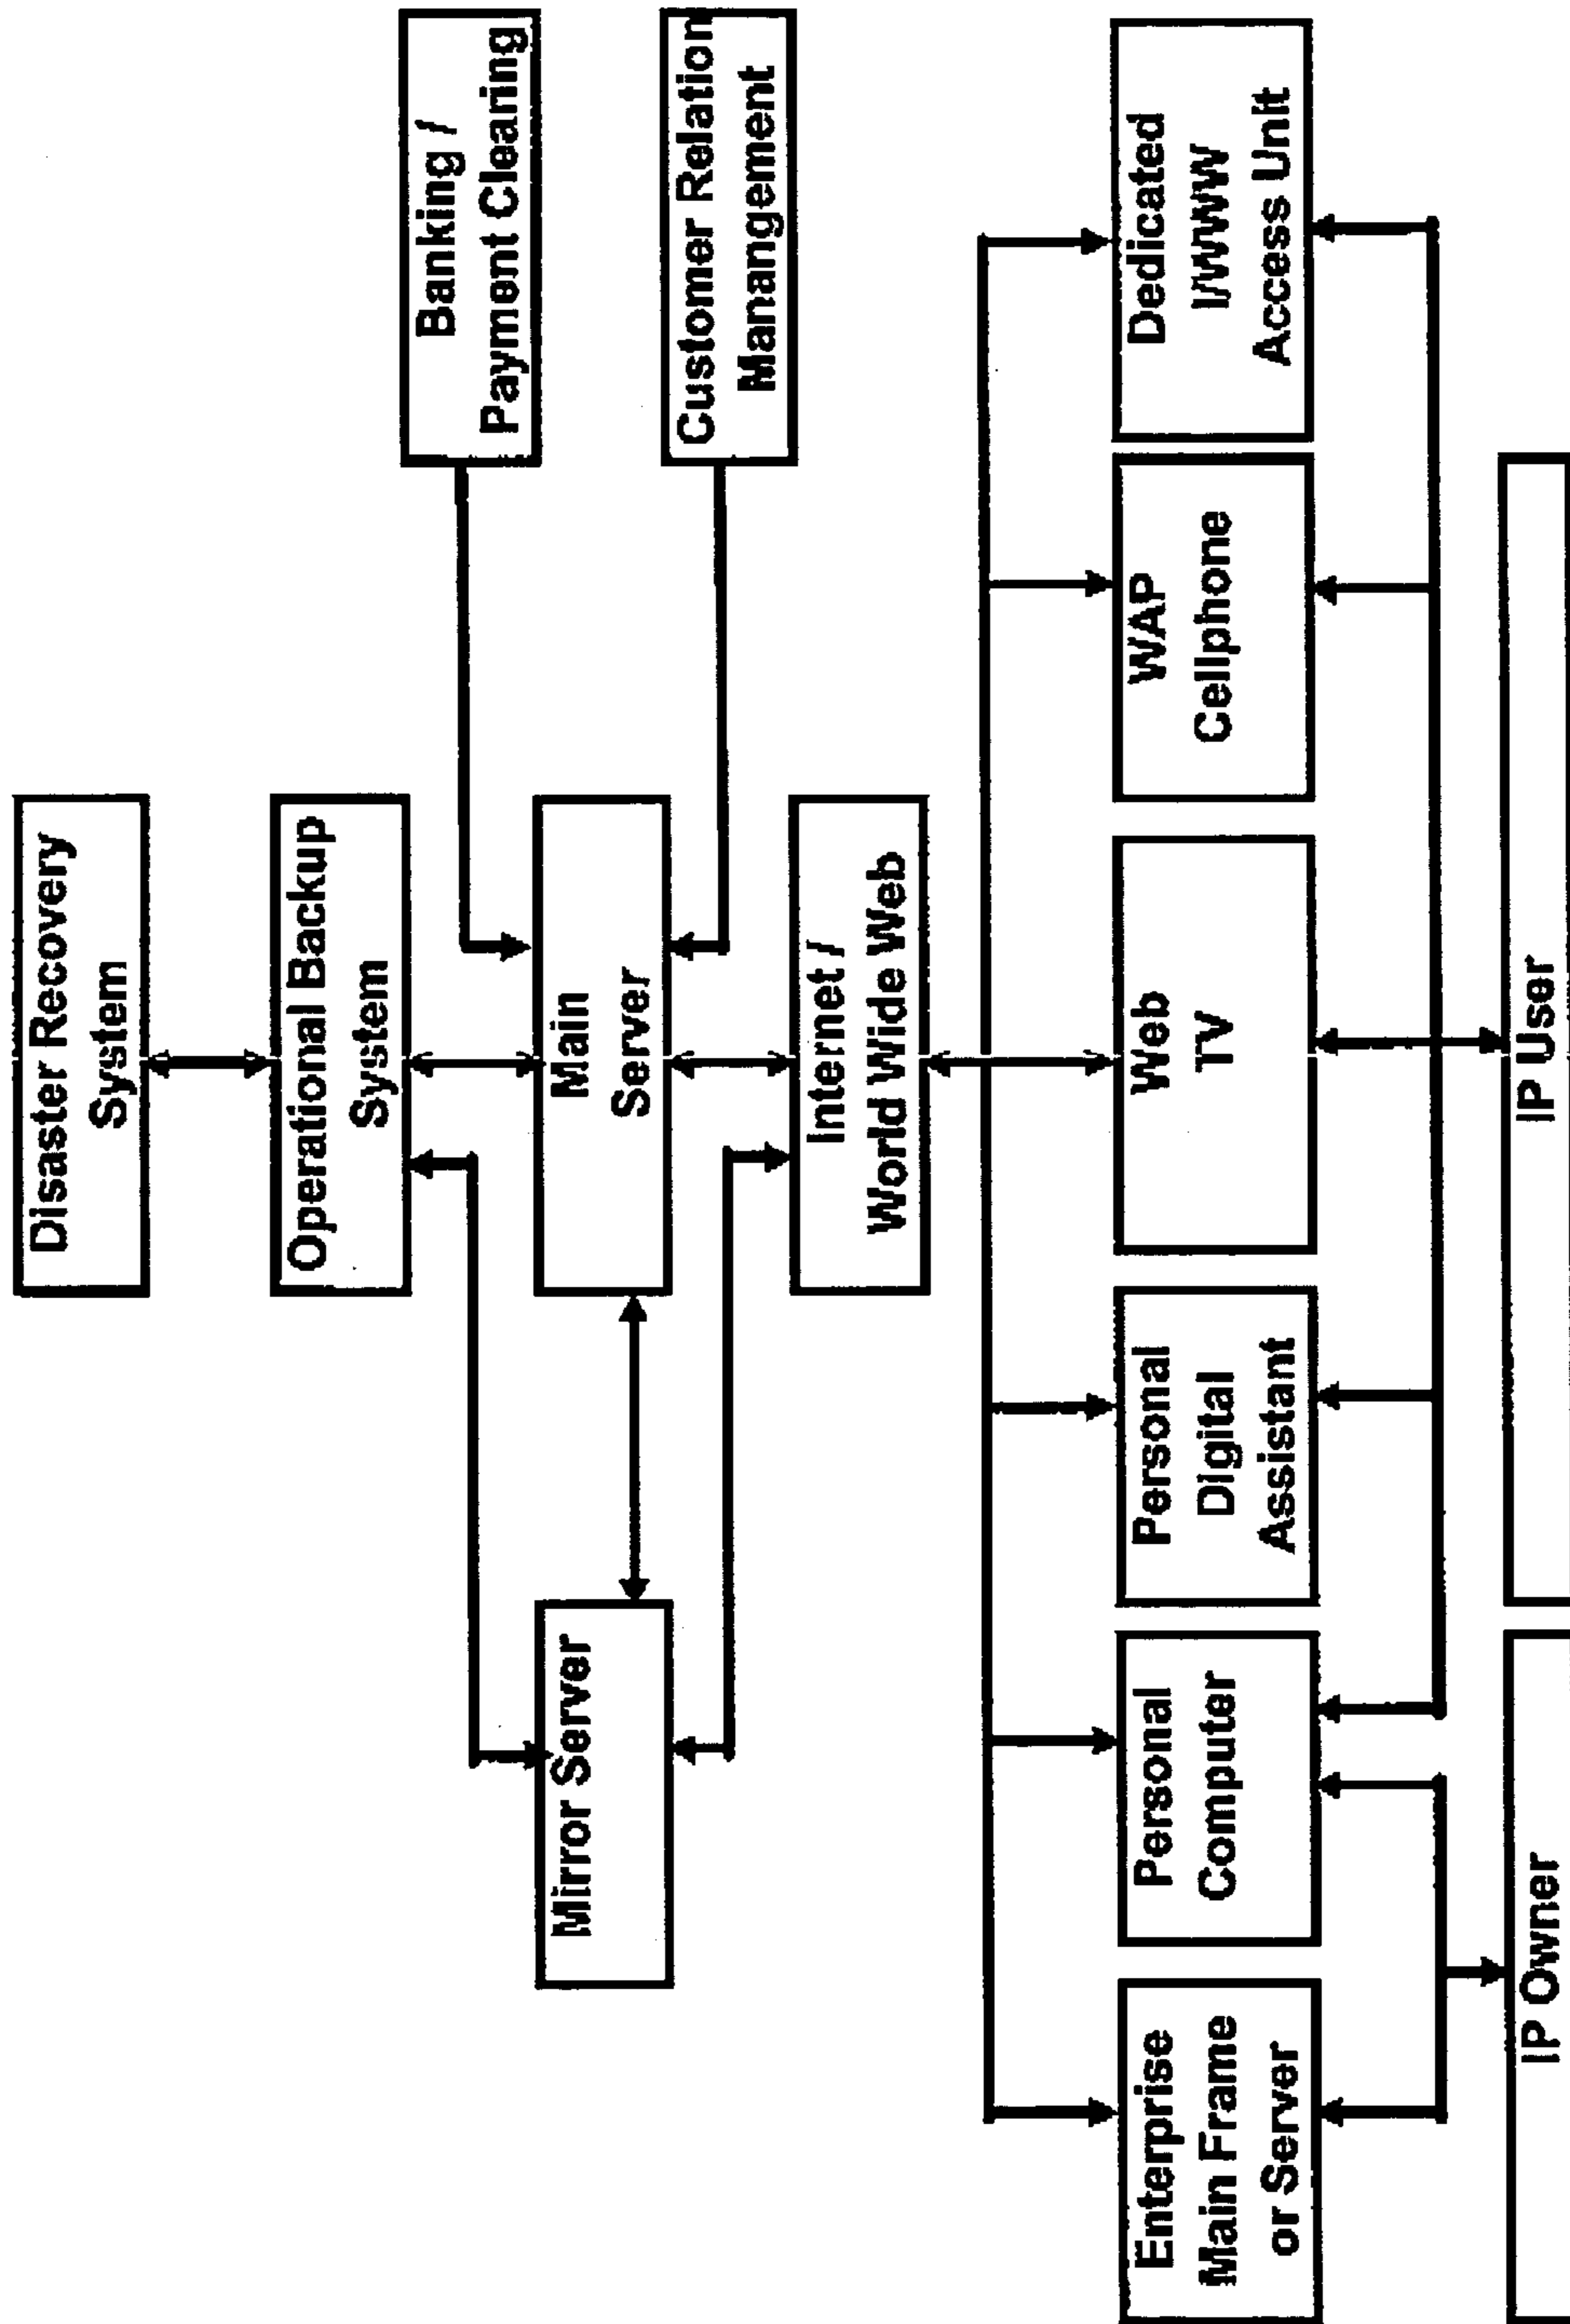 Disaster Recovery
System
Operational Backup
System
Banking /
Payment Clearing
Mirror Server
Main
Server
Customer Relation
Manangement
Internet /
World Wide Web
Enterprise
Main Frame
or Server
Personal
Computer
Personal
Digital
Assistant
Web
TV
WAP
Cellphone
Dedicated
I/WWW
Access Unit
IP Owner
IP User